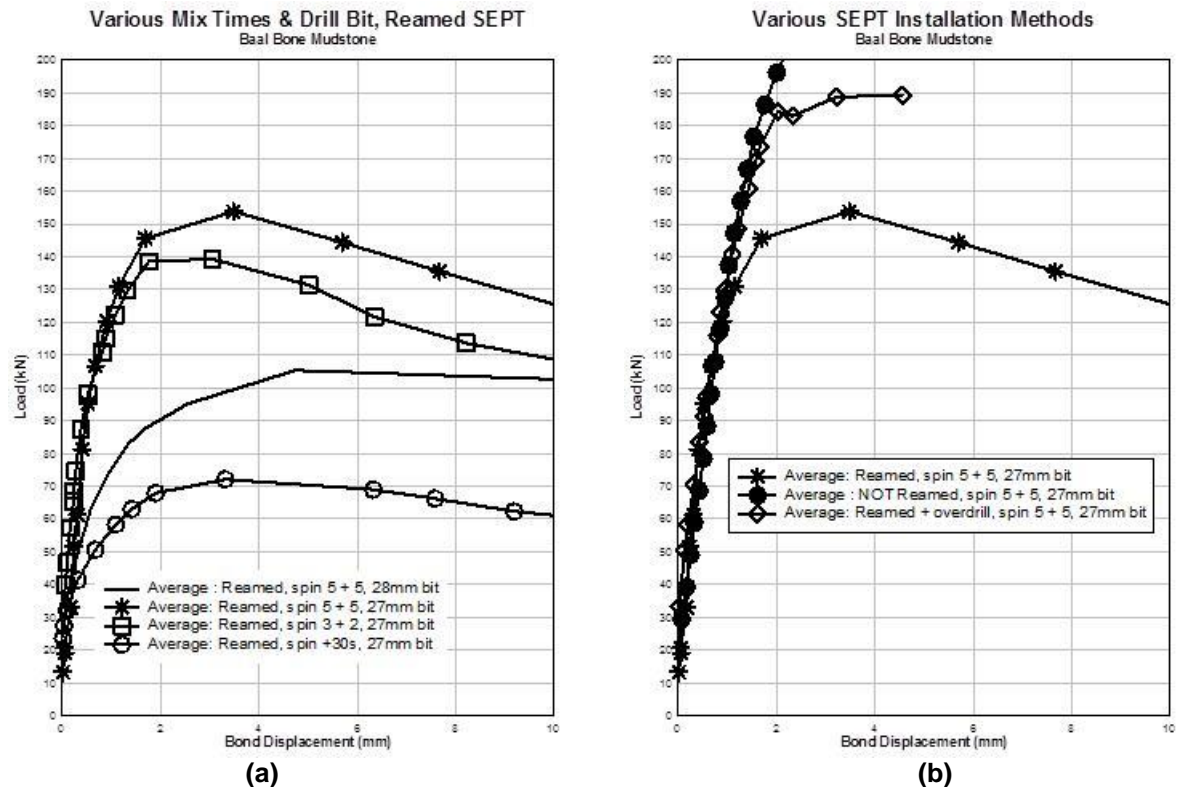 Various Mix Times & Drill Bit, Reamed SEPT
Baal Bone Mudstone
200
190
180
170
160
150
140
130
120
110
100
90
80
70
60
50
40
30
20
10
0
Load (kN)
Average : Reamed, spin 5 + 5, 28mm bit
Average: Reamed, spin 5 + 5, 27mm bit
Average: Reamed, spin 3 + 2, 27mm bit
Average: Reamed, spin +30s, 27mm bit
0 2 4 6 8 10
Bond Displacement (mm)
(a)
Various SEPT Installation Methods
Baal Bone Mudstone
200
190
180
170
160
150
140
130
120
110
100
90
80
70
60
50
40
30
20
10
0
Load (kN)
Average: Reamed, spin 5 + 5, 27mm bit
Average : NOT Reamed, spin 5 + 5, 27mm bit
Average: Reamed + overdrill, spin 5 + 5, 27mm bit
0 2 4 6 8 10
Bond Displacement (mm)
(b)